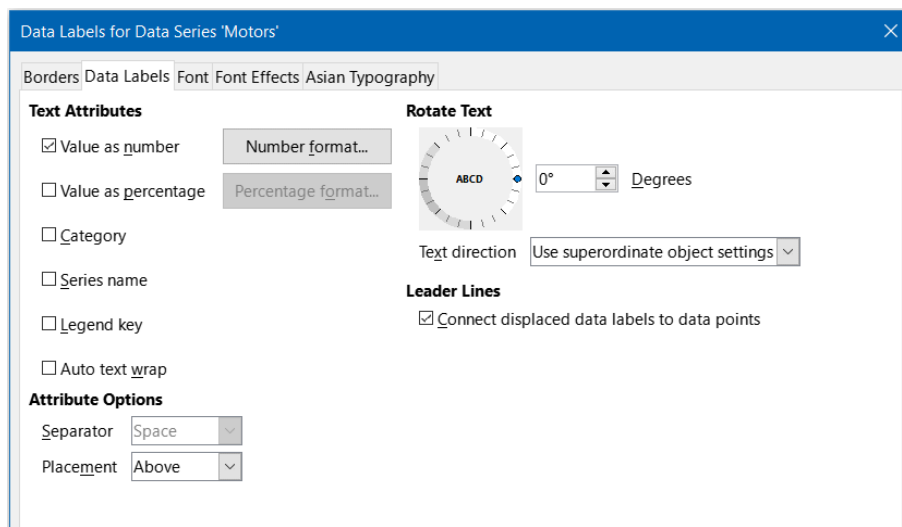 Data Labels for Data Series 'Motors'
Borders Data Labels Font Font Effects Asian Typography
Text Attributes
Value as number Number format...
Value as percentage Percentage format...
Category
Series name
Legend key
Auto text wrap
Attribute Options
Separator Space
Placement Above
Rotate Text
ABCD 0° Degrees
Text direction Use superordinate object settings
Leader Lines
Connect displaced data labels to data points